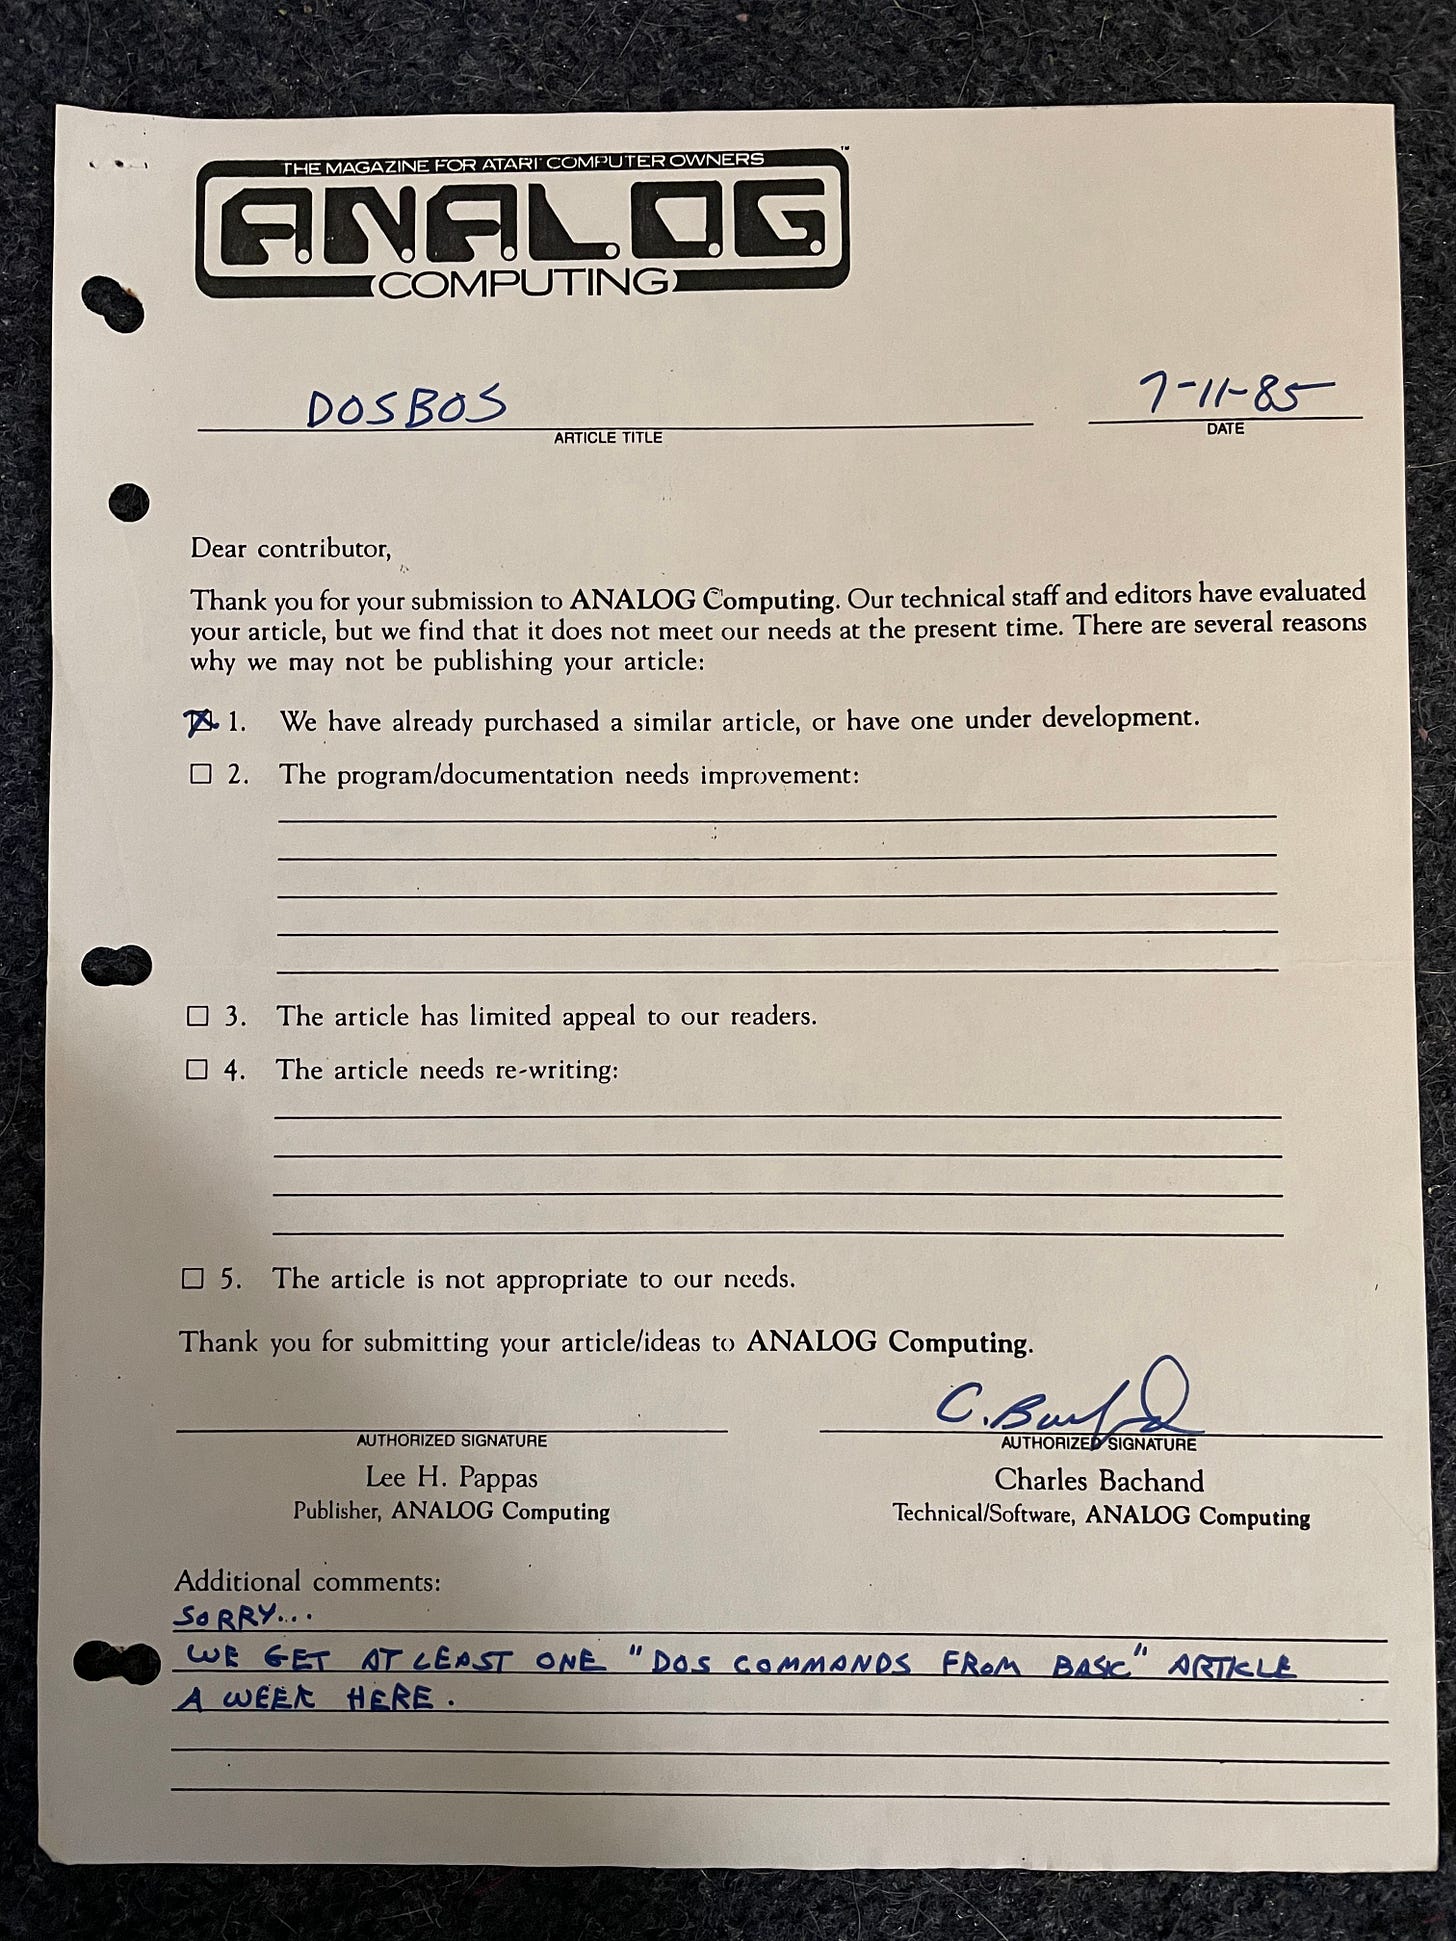 THE MAGAZINE FOR ATARI COMPUTER OWNERS
A.N.A.L.O.G.
COMPUTING
TM
DOSBOS
7-11-85
ARTICLE TITLE
DATE
Dear contributor,
Thank you for your submission to ANALOG Computing. Our technical staff and editors have evaluated
your article, but we find that it does not meet our needs at the present time. There are several reasons
why we may not be publishing your article:
☒ 1. We have already purchased a similar article, or have one under development.
☐ 2. The program/documentation needs improvement:
☐ 3. The article has limited appeal to our readers.
☐ 4. The article needs re-writing:
☐ 5. The article is not appropriate to our needs.
Thank you for submitting your article/ideas to ANALOG Computing.
C. Bachand
AUTHORIZED SIGNATURE
AUTHORIZED SIGNATURE
Lee H. Pappas
Charles Bachand
Publisher, ANALOG Computing
Technical/Software, ANALOG Computing
Additional comments:
SORRY...
WE GET AT LEAST ONE "DOS COMMANDS FROM BASIC" ARTICLE
A WEEK HERE.